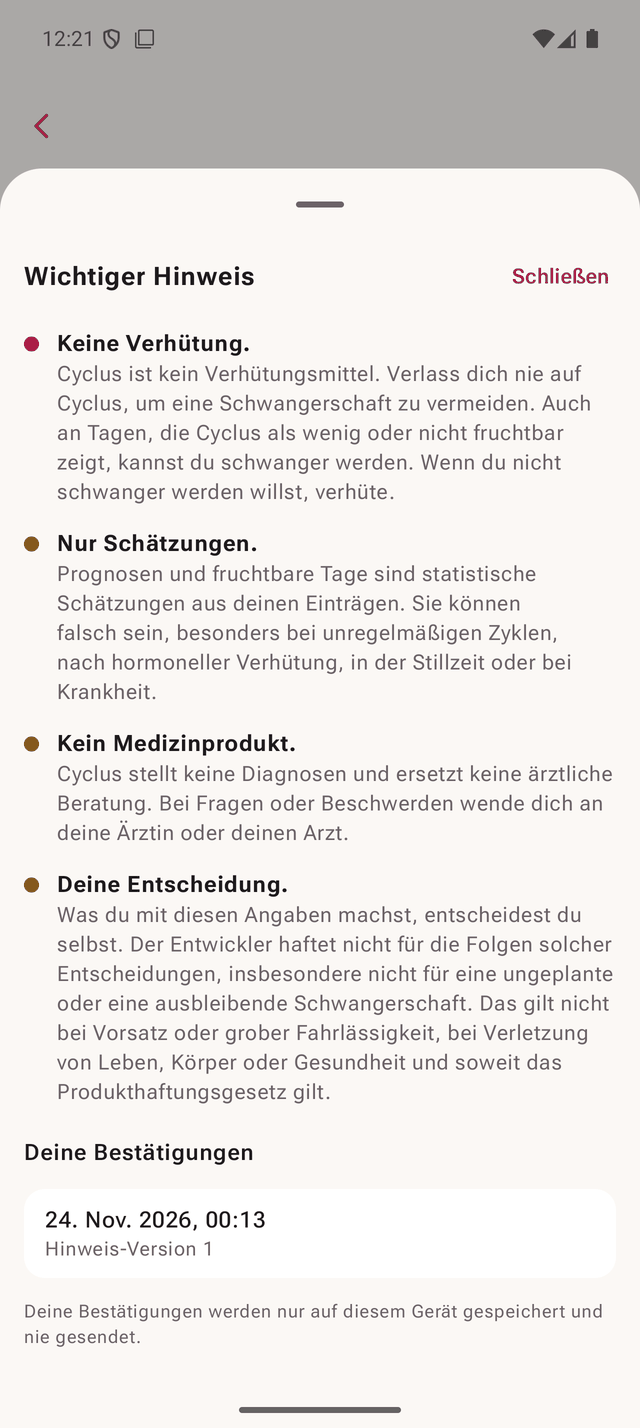 12:21
Wichtiger Hinweis
Schließen
Keine Verhütung.
Cyclus ist kein Verhütungsmittel. Verlass dich nie auf
Cyclus, um eine Schwangerschaft zu vermeiden. Auch
an Tagen, die Cyclus als wenig oder nicht fruchtbar
zeigt, kannst du schwanger werden. Wenn du nicht
schwanger werden willst, verhüte.
Nur Schätzungen.
Prognosen und fruchtbare Tage sind statistische
Schätzungen aus deinen Einträgen. Sie können
falsch sein, besonders bei unregelmäßigen Zyklen,
nach hormoneller Verhütung, in der Stillzeit oder bei
Krankheit.
Kein Medizinprodukt.
Cyclus stellt keine Diagnosen und ersetzt keine ärztliche
Beratung. Bei Fragen oder Beschwerden wende dich an
deine Ärztin oder deinen Arzt.
Deine Entscheidung.
Was du mit diesen Angaben machst, entscheidest du
selbst. Der Entwickler haftet nicht für die Folgen solcher
Entscheidungen, insbesondere nicht für eine ungeplante
oder eine ausbleibende Schwangerschaft. Das gilt nicht
bei Vorsatz oder grober Fahrlässigkeit, bei Verletzung
von Leben, Körper oder Gesundheit und soweit das
Produkthaftungsgesetz gilt.
Deine Bestätigungen
24. Nov. 2026, 00:13
Hinweis-Version 1
Deine Bestätigungen werden nur auf diesem Gerät gespeichert und
nie gesendet.